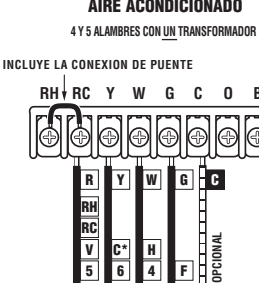 AIRE ACONDICIONADO
4 Y 5 ALAMBRES CON UN TRANSFORMADOR
INCLUYE LA CONEXION DE PUENTE
RH RC Y W G C O B
R Y W G C
RH
RC
V C* H
5 6 4 F
OPCIONAL